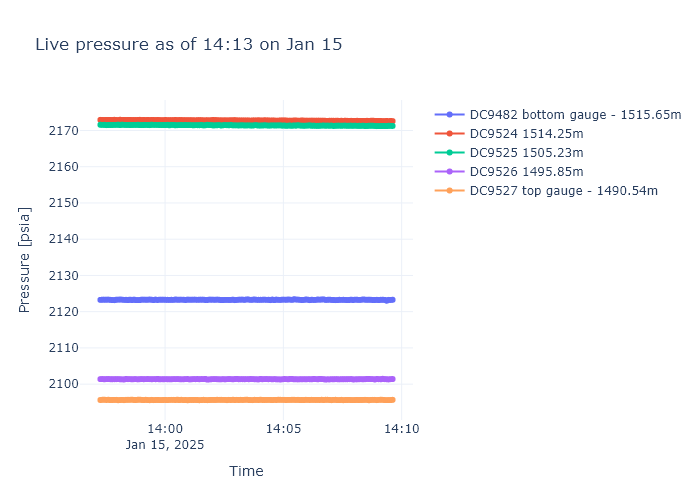 Live pressure as of 14:13 on Jan 15
DC9482 bottom gauge - 1515.65m
DC9524 1514.25m
DC9525 1505.23m
DC9526 1495.85m
DC9527 top gauge - 1490.54m
Pressure [psia]
2170
2160
2150
2140
2130
2120
2110
2100
14:00
Jan 15, 2025
14:05
14:10
Time